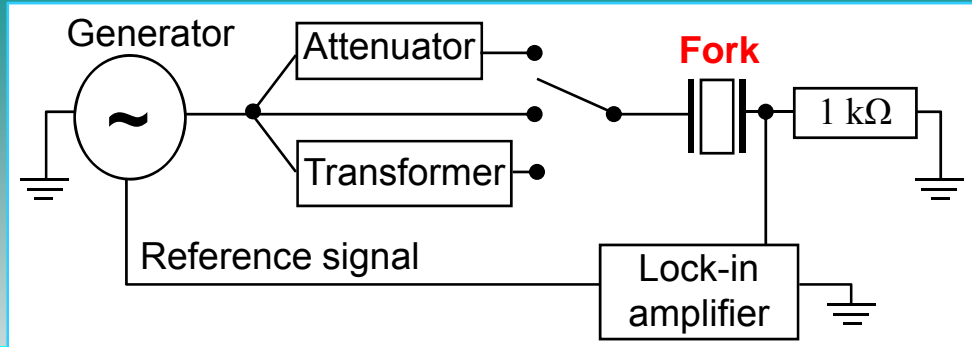 Generator
Attenuator
Fork
~
1 kΩ
Transformer
Reference signal
Lock-in
amplifier